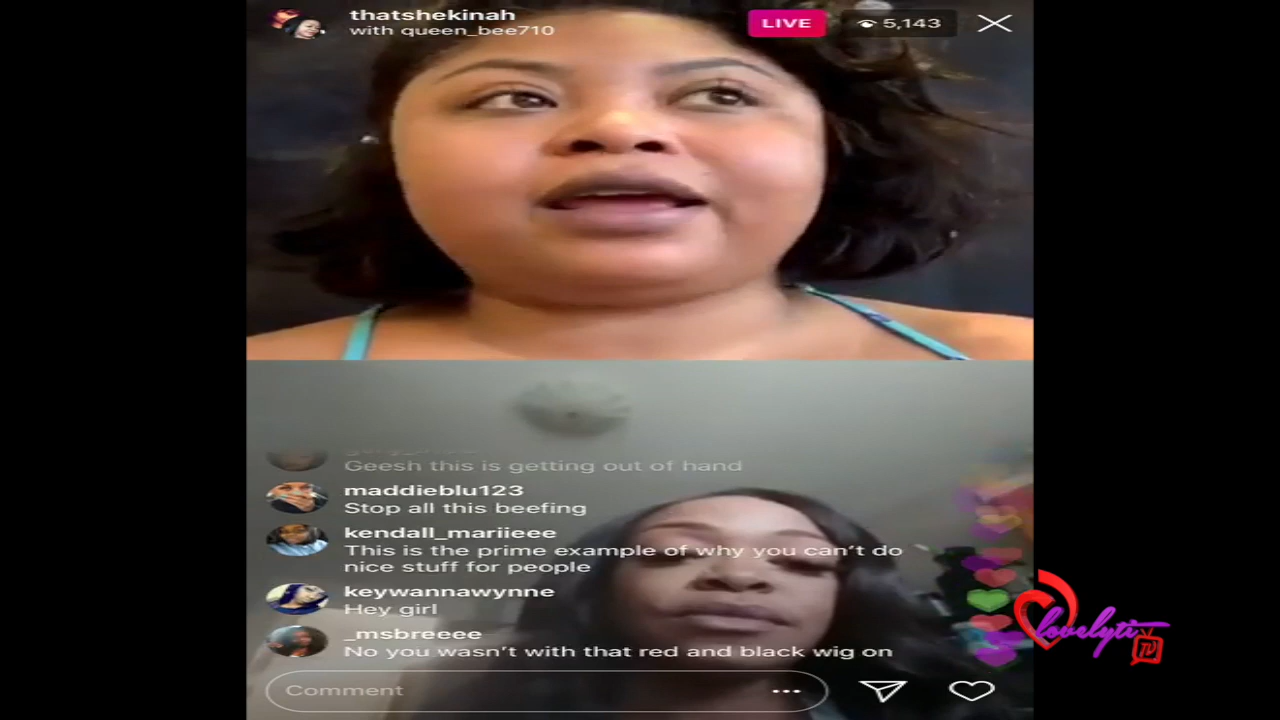 thatshekinah
with queen_bee710
LIVE
5,143
Geesh this is getting out of hand
maddieblu123
Stop all this beefing
kendall_mariieee
This is the prime example of why you can't do
nice stuff for people
keywannawynne
Hey girl
_msbreeee
No you wasn't with that red and black wig on
Comment
lovelyti
TV